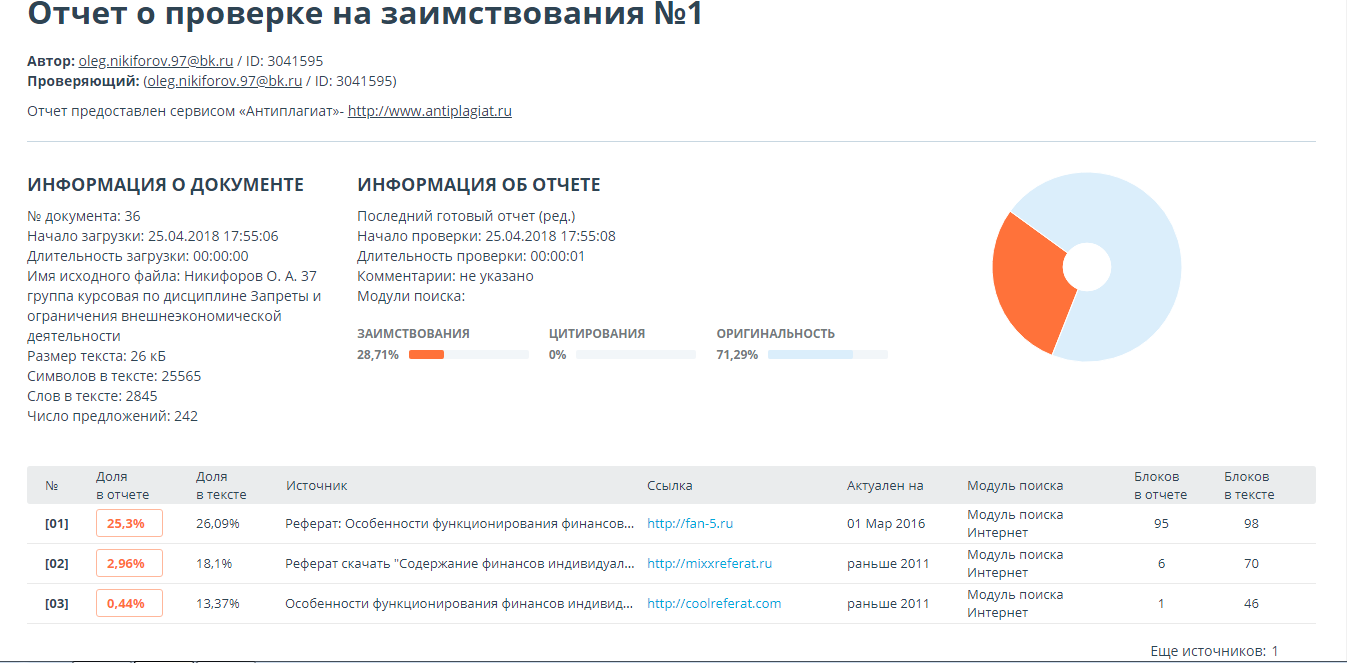 Отчет о проверке на заимствования №1
Автор: oleg.nikiforov.97@bk.ru / ID: 3041595
Проверяющий: (oleg.nikiforov.97@bk.ru / ID: 3041595)
Отчет предоставлен сервисом «Антиплагиат»- http://www.antiplagiat.ru
ИНФОРМАЦИЯ О ДОКУМЕНТЕ
№ документа: 36
Начало загрузки: 25.04.2018 17:55:06
Длительность загрузки: 00:00:00
Имя исходного файла: Никифоров О. А. 37
группа курсовая по дисциплине Запреты и
ограничения внешнеэкономической
деятельности
Размер текста: 26 кБ
Символов в тексте: 25565
Слов в тексте: 2845
Число предложений: 242
ИНФОРМАЦИЯ ОБ ОТЧЕТЕ
Последний готовый отчет (ред.)
Начало проверки: 25.04.2018 17:55:08
Длительность проверки: 00:00:01
Комментарии: не указано
Модули поиска:
ЗАИМСТВОВАНИЯ
28,71%
ЦИТИРОВАНИЯ
0%
ОРИГИНАЛЬНОСТЬ
71,29%
№ Доля в отчете Доля в тексте Источник Ссылка Актуален на Модуль поиска Блоков в отчете Блоков в тексте
[01] 25,3% 26,09% Реферат: Особенности функционирования финансов... http://fan-5.ru 01 Мар 2016 Модуль поиска Интернет 95 98
[02] 2,96% 18,1% Реферат скачать "Содержание финансов индивидуал... http://mixxreferat.ru раньше 2011 Модуль поиска Интернет 6 70
[03] 0,44% 13,37% Особенности функционирования финансов индивид... http://coolreferat.com раньше 2011 Модуль поиска Интернет 1 46
Еще источников: 1